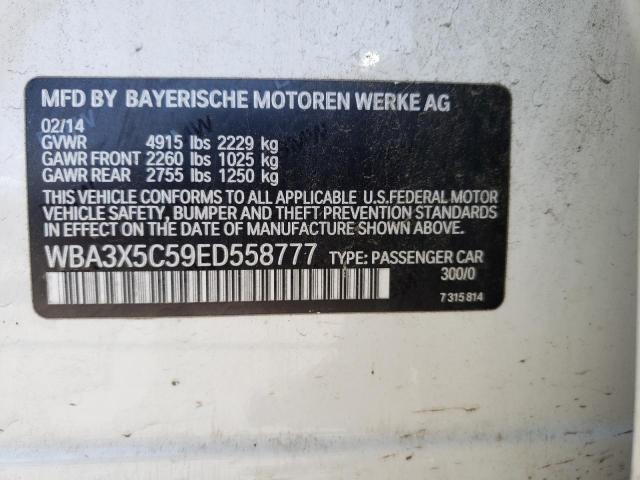 MFD BY BAYERISCHE MOTOREN WERKE AG
02/14
GVWR 4915 lbs 2229 kg
GAWR FRONT 2260 lbs 1025 kg
GAWR REAR 2755 lbs 1250 kg
THIS VEHICLE CONFORMS TO ALL APPLICABLE U.S.FEDERAL MOTOR
VEHICLE SAFETY, BUMPER AND THEFT PREVENTION STANDARDS
IN EFFECT ON THE DATE OF MANUFACTURE SHOWN ABOVE.
WBA3X5C59ED558777 TYPE: PASSENGER CAR
300/0
7 315 814